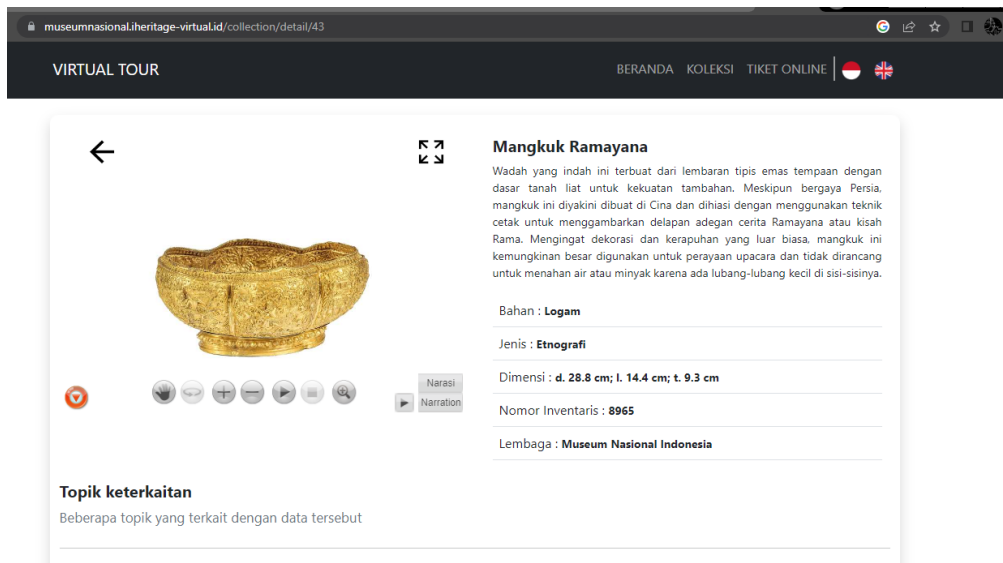 museumnasional.iheritage-virtual.id/collection/detail/43
VIRTUAL TOUR
BERANDA KOLEKSI TIKET ONLINE
Mangkuk Ramayana
Wadah yang indah ini terbuat dari lembaran tipis emas tempaan dengan
dasar tanah liat untuk kekuatan tambahan. Meskipun bergaya Persia,
mangkuk ini diyakini dibuat di Cina dan dihiasi dengan menggunakan teknik
cetak untuk menggambarkan delapan adegan cerita Ramayana atau kisah
Rama. Mengingat dekorasi dan kerapuhan yang luar biasa, mangkuk ini
kemungkinan besar digunakan untuk perayaan upacara dan tidak dirancang
untuk menahan air atau minyak karena ada lubang-lubang kecil di sisi-sisinya.
Bahan : Logam
Jenis : Etnografi
Dimensi : d. 28.8 cm; l. 14.4 cm; t. 9.3 cm
Nomor Inventaris : 8965
Lembaga : Museum Nasional Indonesia
Narasi
Narration
Topik keterkaitan
Beberapa topik yang terkait dengan data tersebut